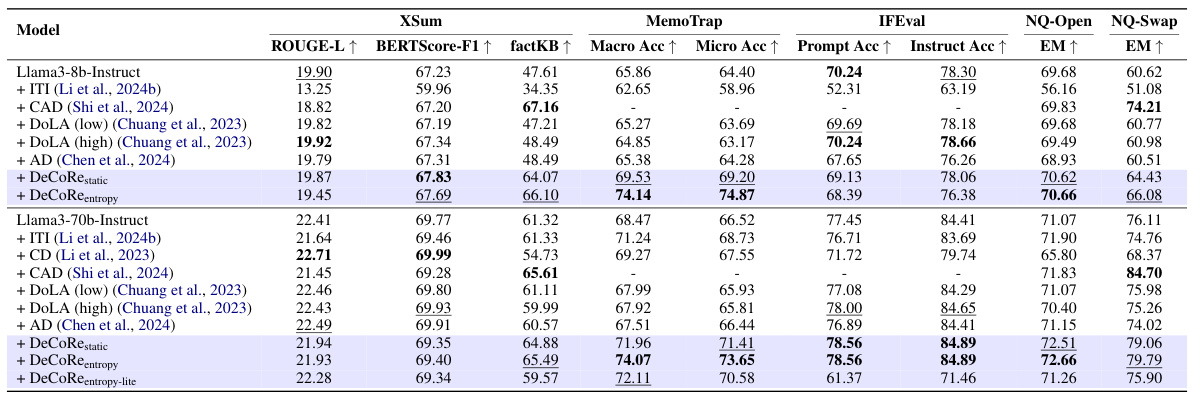 Model XSum MemoTrap IFEval NQ-Open NQ-Swap
ROUGE-L ↑ BERTScore-F1 ↑ factKB ↑ Macro Acc ↑ Micro Acc ↑ Prompt Acc ↑ Instruct Acc ↑ EM ↑ EM ↑
Llama3-8b-Instruct 19.90 67.23 47.61 65.86 64.40 70.24 78.30 69.68 60.62
+ ITI (Li et al., 2024b) 13.25 59.96 34.35 62.65 58.96 52.31 63.19 56.16 51.08
+ CAD (Shi et al., 2024) 18.82 67.20 67.16 - - - - 69.83 74.21
+ DoLA (low) (Chuang et al., 2023) 19.82 67.19 47.21 65.27 63.69 69.69 78.18 69.68 60.77
+ DoLA (high) (Chuang et al., 2023) 19.92 67.34 48.49 64.85 63.17 70.24 78.66 69.49 60.98
+ AD (Chen et al., 2024) 19.79 67.31 48.49 65.38 64.28 67.65 76.26 68.93 60.51
+ DeCoRe static 19.87 67.83 64.07 69.53 69.20 69.13 78.06 70.62 64.43
+ DeCoRe entropy 19.45 67.69 66.10 74.14 74.87 68.39 76.38 70.66 66.08
Llama3-70b-Instruct 22.41 69.77 61.32 68.47 66.52 77.45 84.41 71.07 76.11
+ ITI (Li et al., 2024b) 21.64 69.46 61.33 71.24 68.73 76.71 83.69 71.90 74.76
+ CD (Li et al., 2023) 22.71 69.99 54.73 69.27 67.55 71.72 79.74 65.80 68.37
+ CAD (Shi et al., 2024) 21.45 69.28 65.61 - - - - 71.83 84.70
+ DoLA (low) (Chuang et al., 2023) 22.46 69.80 61.11 67.99 65.93 77.08 84.29 71.07 75.98
+ DoLA (high) (Chuang et al., 2023) 22.43 69.93 59.99 67.92 65.81 78.00 84.65 70.40 75.26
+ AD (Chen et al., 2024) 22.49 69.91 60.57 67.51 66.44 76.89 84.41 71.15 74.02
+ DeCoRe static 21.94 69.35 64.88 71.96 71.41 78.56 84.89 72.51 79.06
+ DeCoRe entropy 21.93 69.40 65.49 74.07 73.65 78.56 84.89 72.66 79.79
+ DeCoRe entropy-lite 22.28 69.34 59.57 72.11 70.58 61.37 71.46 71.26 75.90